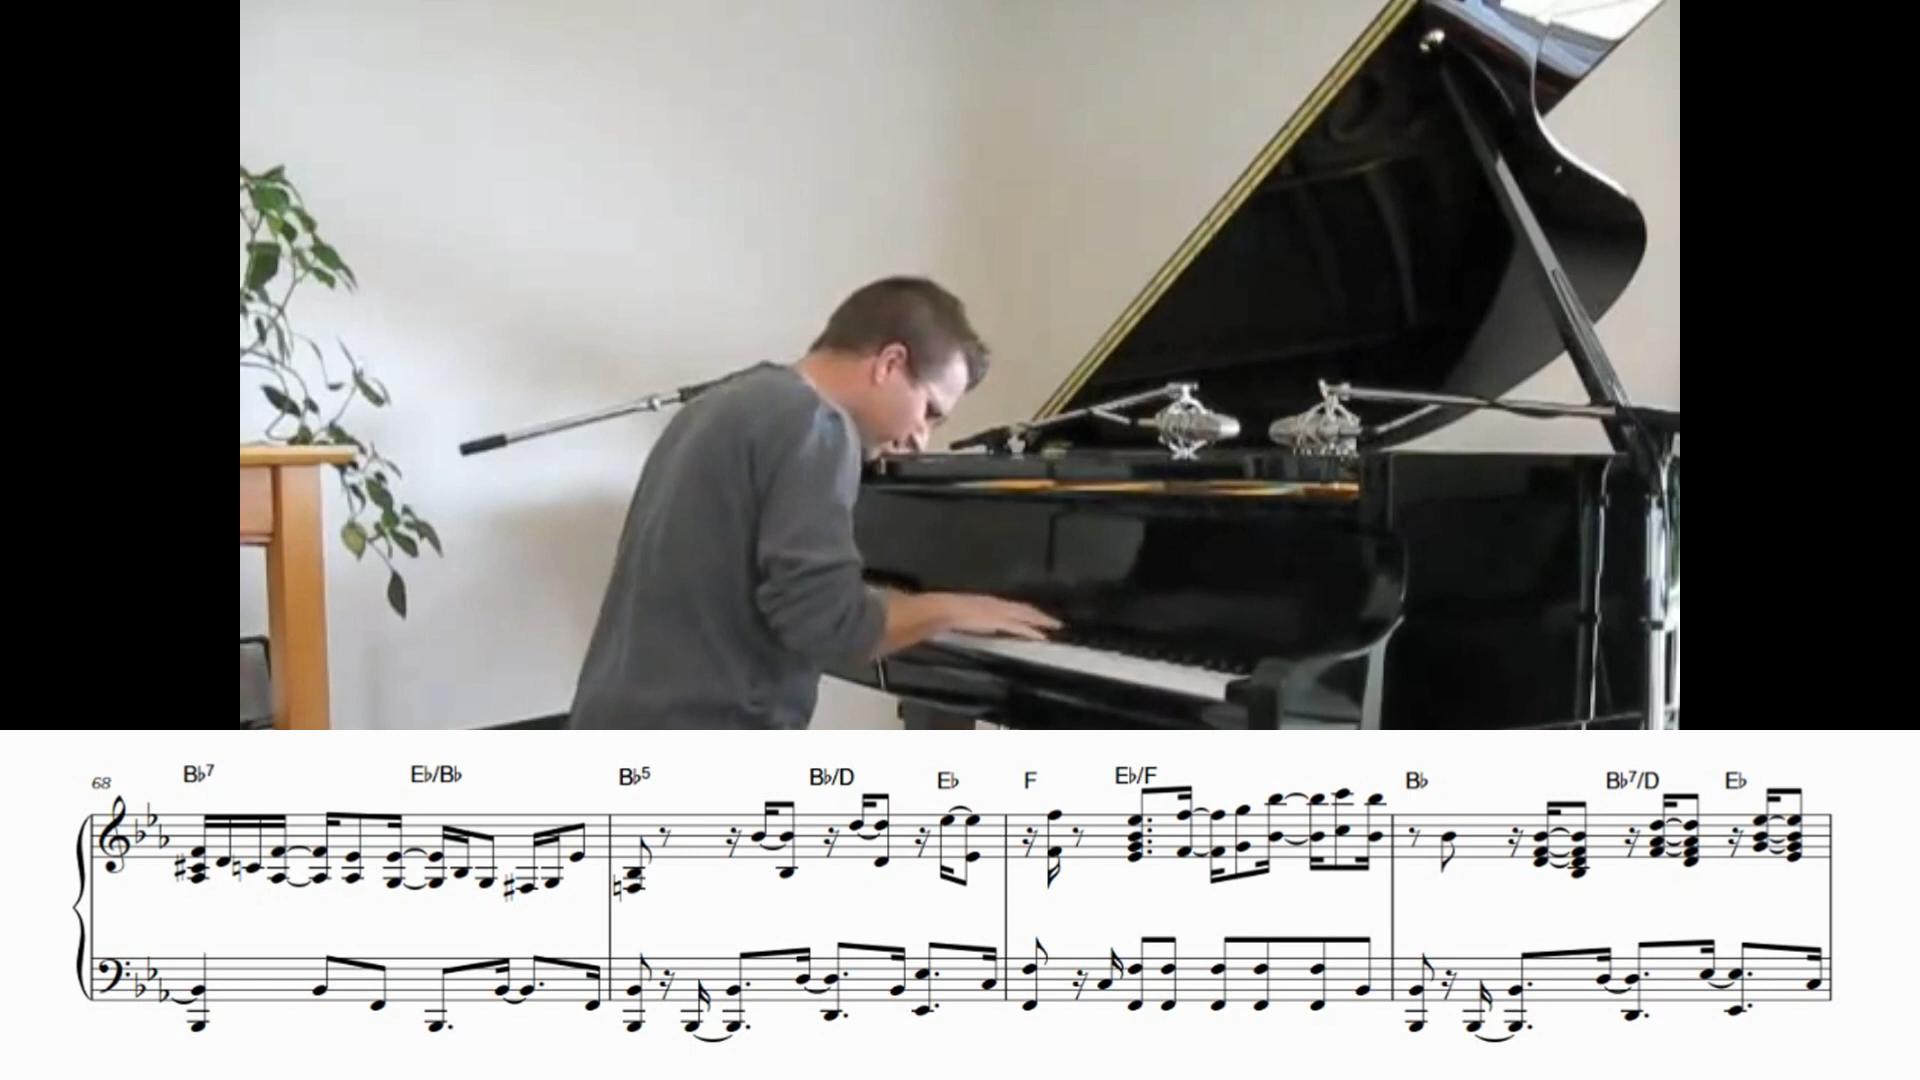 68 B♭7 E♭/B♭ B♭5 B♭/D E♭ F E♭/F B♭ B♭7/D E♭